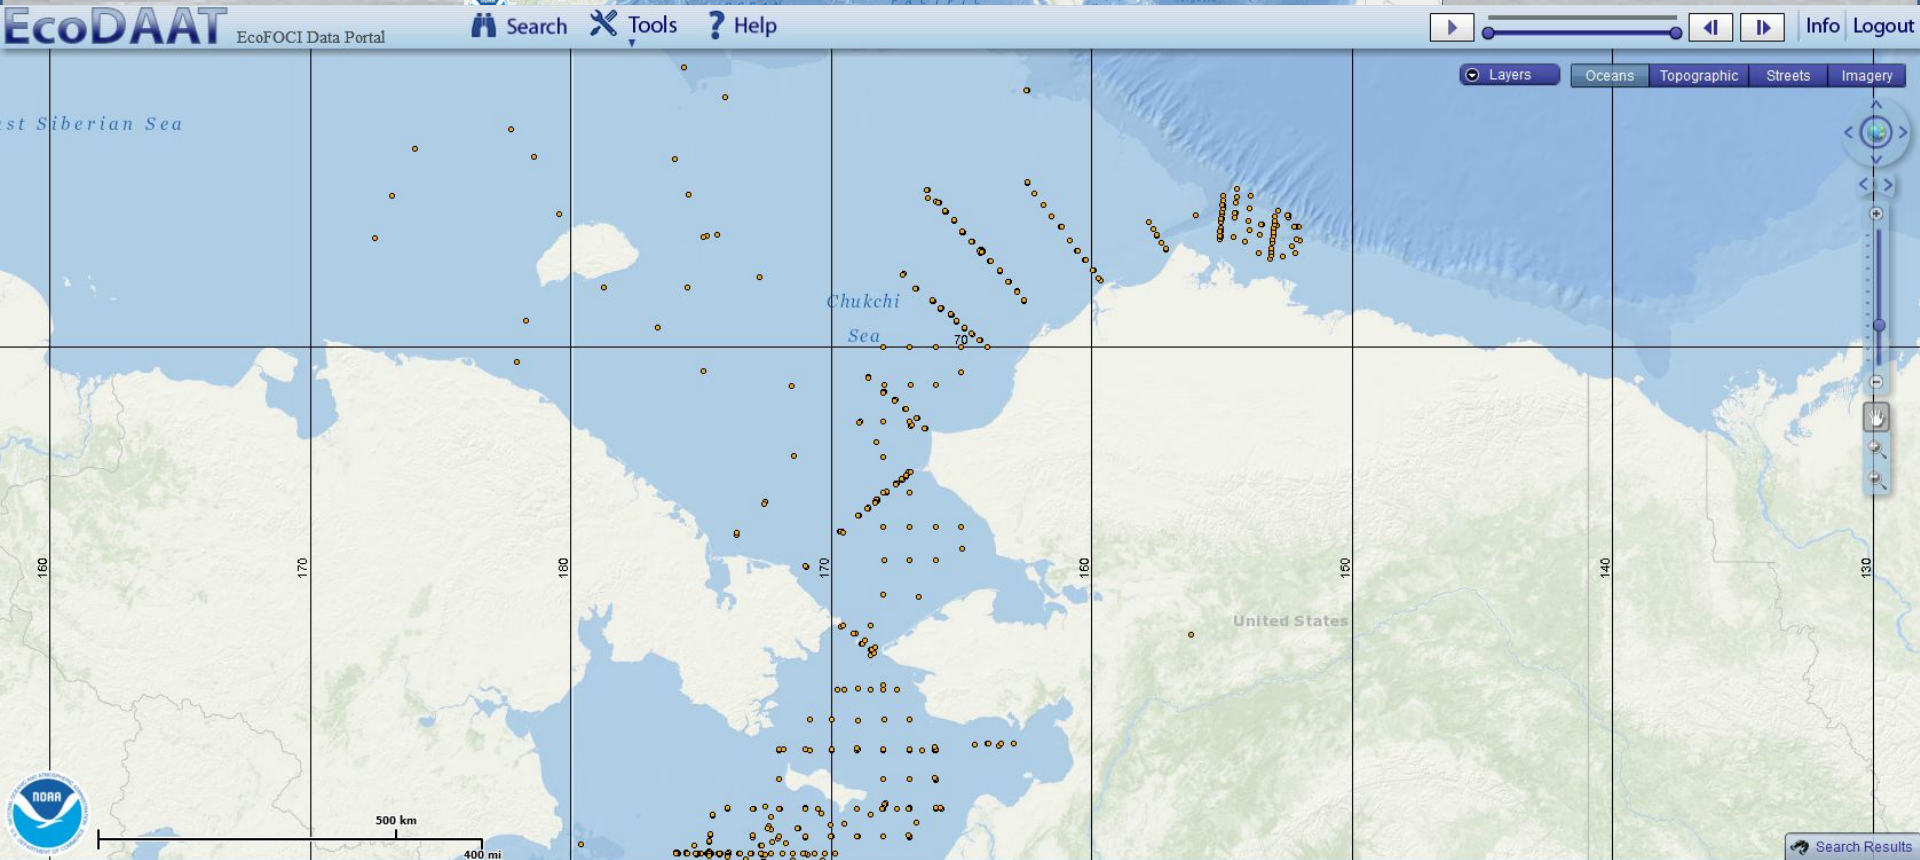 EcoDAAT EcoFOCI Data Portal Search Tools Help Info Logout
Layers Oceans Topographic Streets Imagery
st Siberian Sea
Chukchi
Sea
70
160 170 180 170 160 150 140 130
United States
NOAA
500 km
400 mi
Search Results